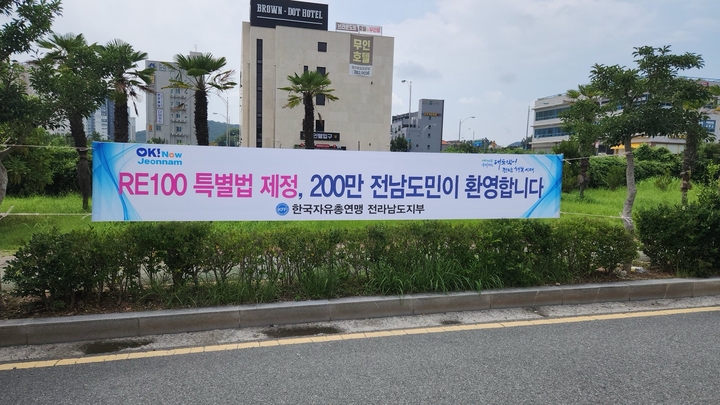 BROWN-DOT HOTEL
무인
호텔
OK! Now
Jeonnam
RE100 특별법 제정, 200만 전남도민이 환영합니다
한국자유총연맹 전라남도지부